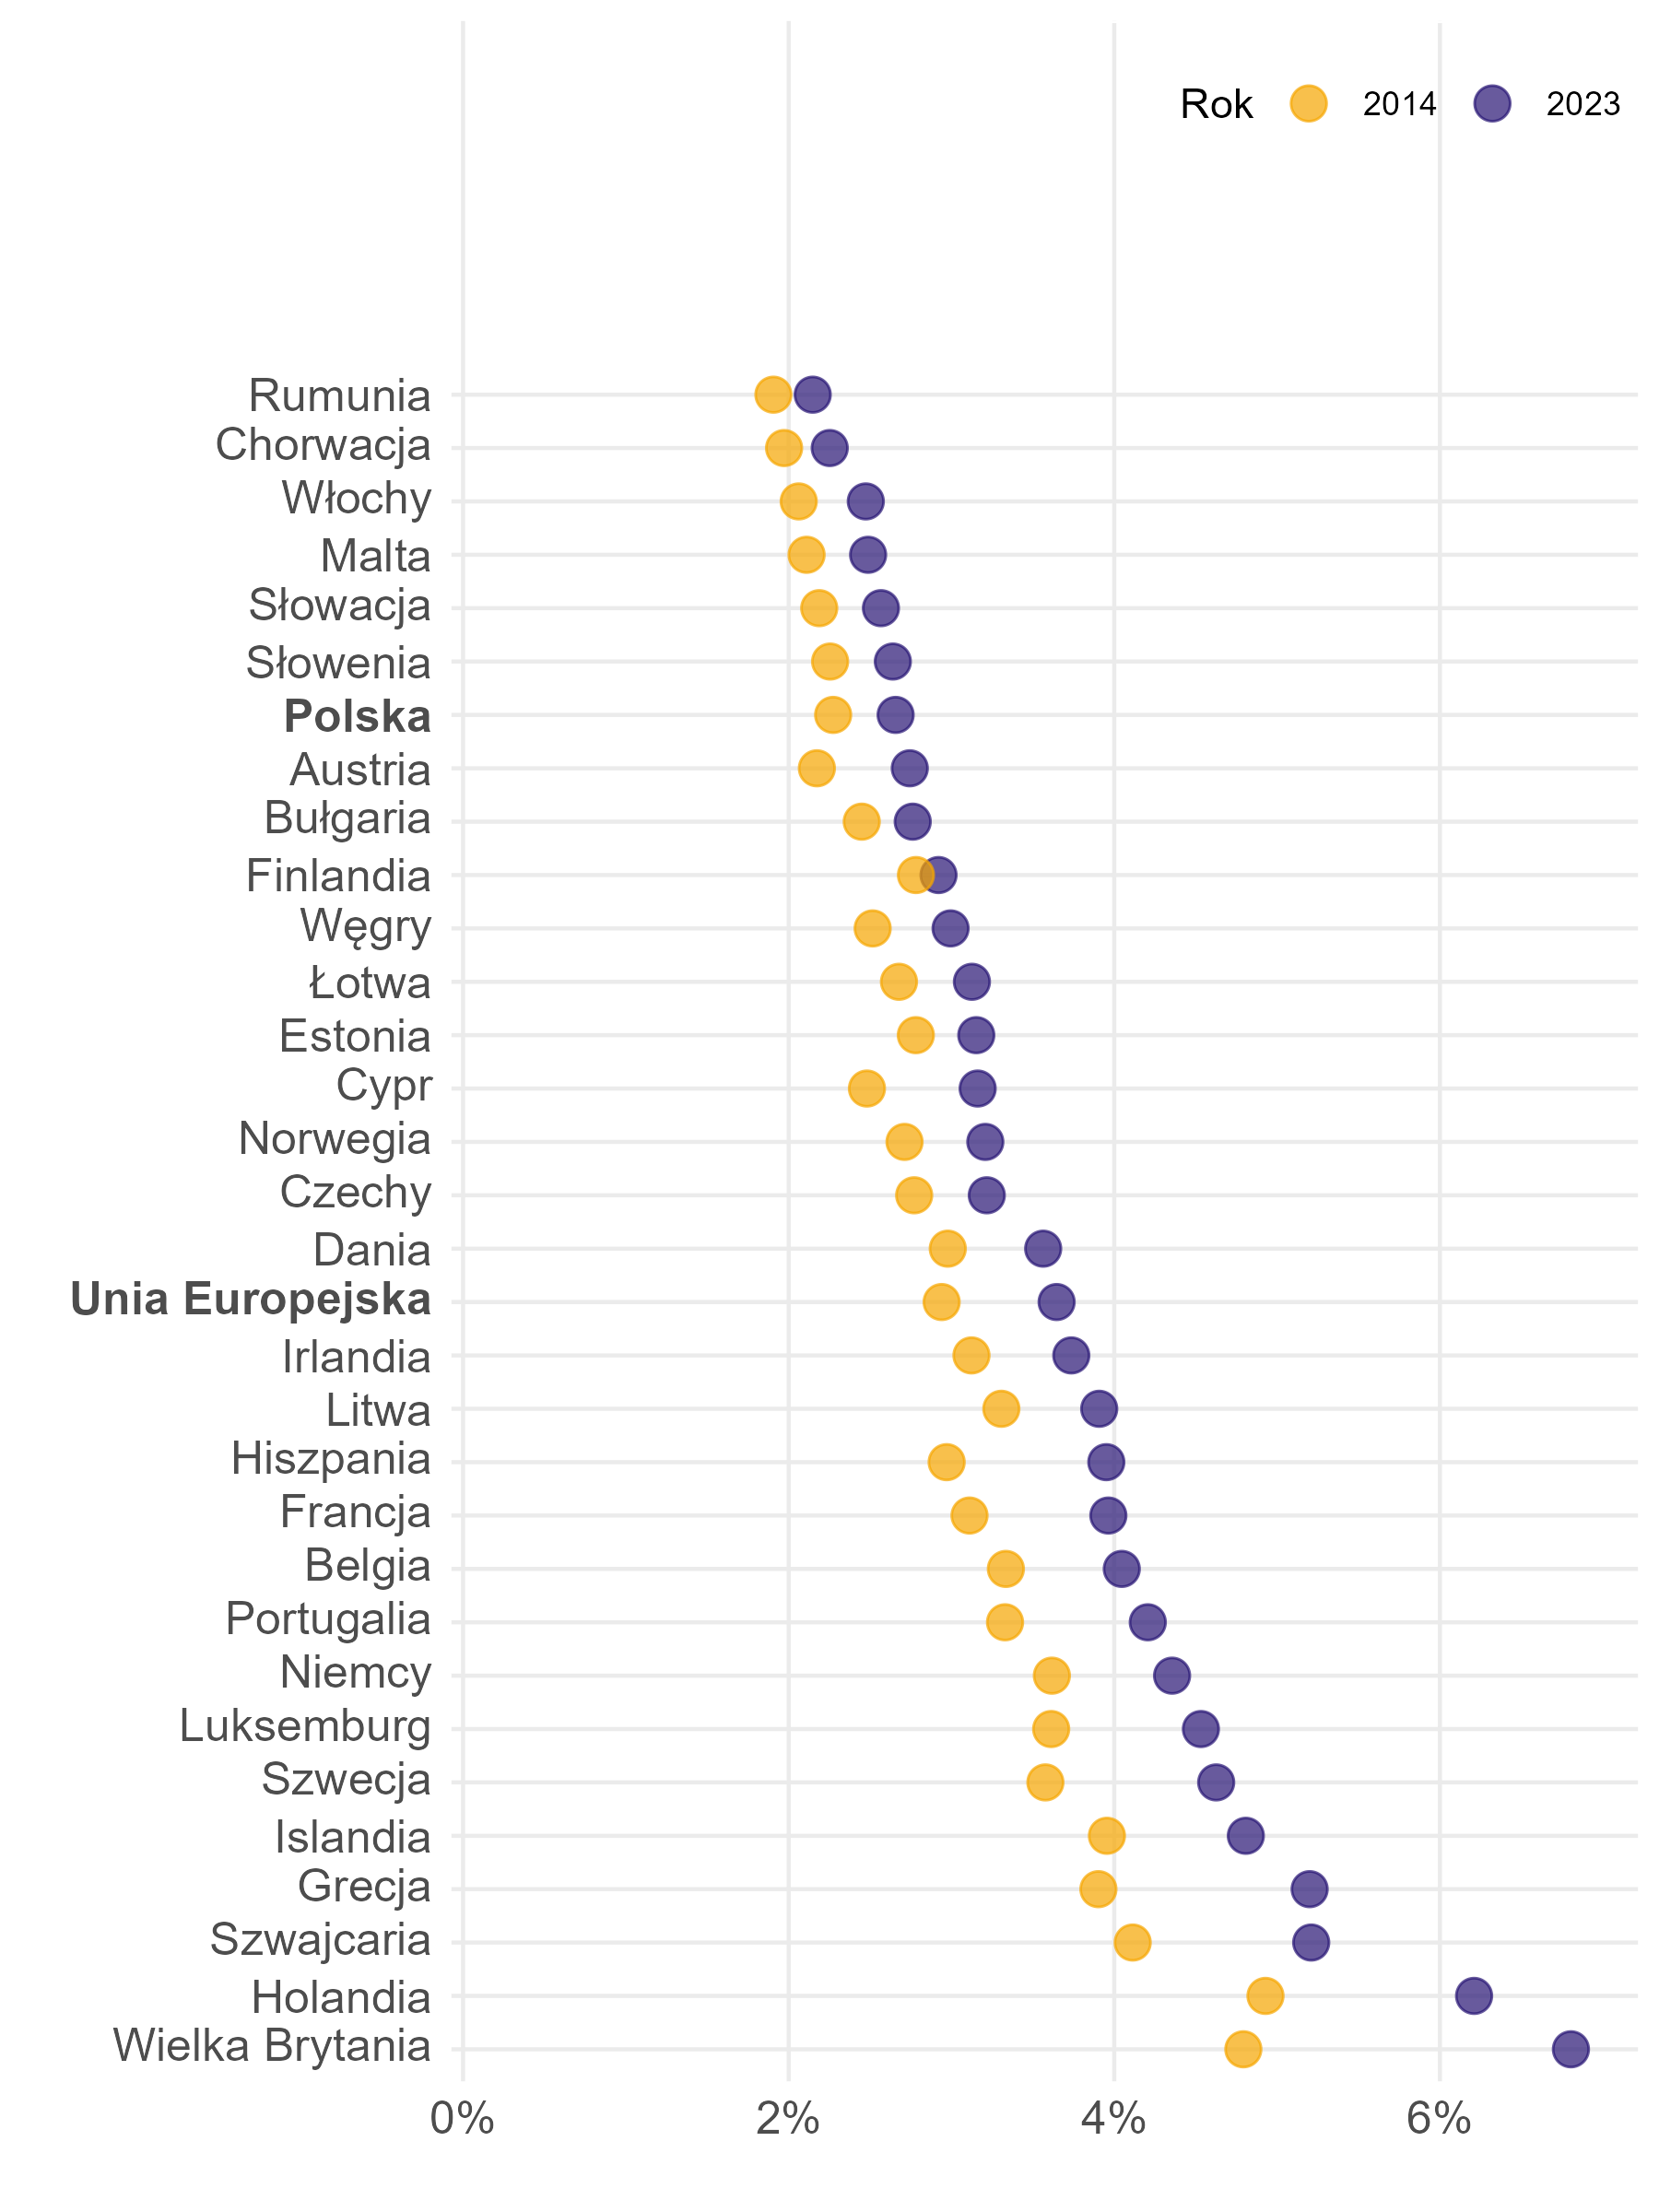 Rok 2014 2023
Rumunia
Chorwacja
Włochy
Malta
Słowacja
Słowenia
Polska
Austria
Bułgaria
Finlandia
Węgry
Łotwa
Estonia
Cypr
Norwegia
Czechy
Dania
Unia Europejska
Irlandia
Litwa
Hiszpania
Francja
Belgia
Portugalia
Niemcy
Luksemburg
Szwecja
Islandia
Grecja
Szwajcaria
Holandia
Wielka Brytania
0% 2% 4% 6%